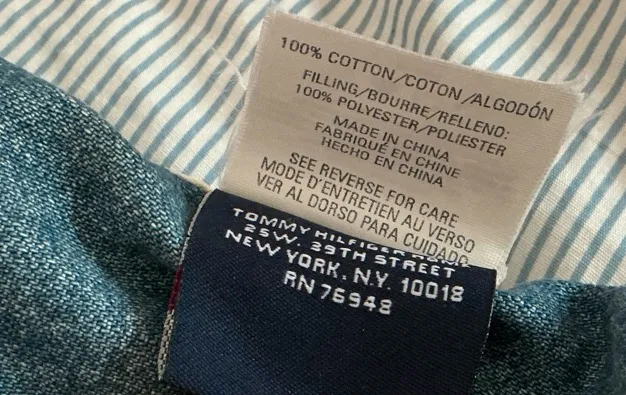 100% COTTON/COTON/ALGODÓN
FILLING/BOURRE/RELLENO:
100% POLYESTER/POLIESTER
MADE IN CHINA
FABRIQUÉ EN CHINE
HECHO EN CHINA
SEE REVERSE FOR CARE
MODE D'ENTRETIEN AU VERSO
VER AL DORSO PARA CUIDADO
TOMMY HILFIGER
25W. 39TH STREET
NEW YORK, N.Y. 10018
RN 76948